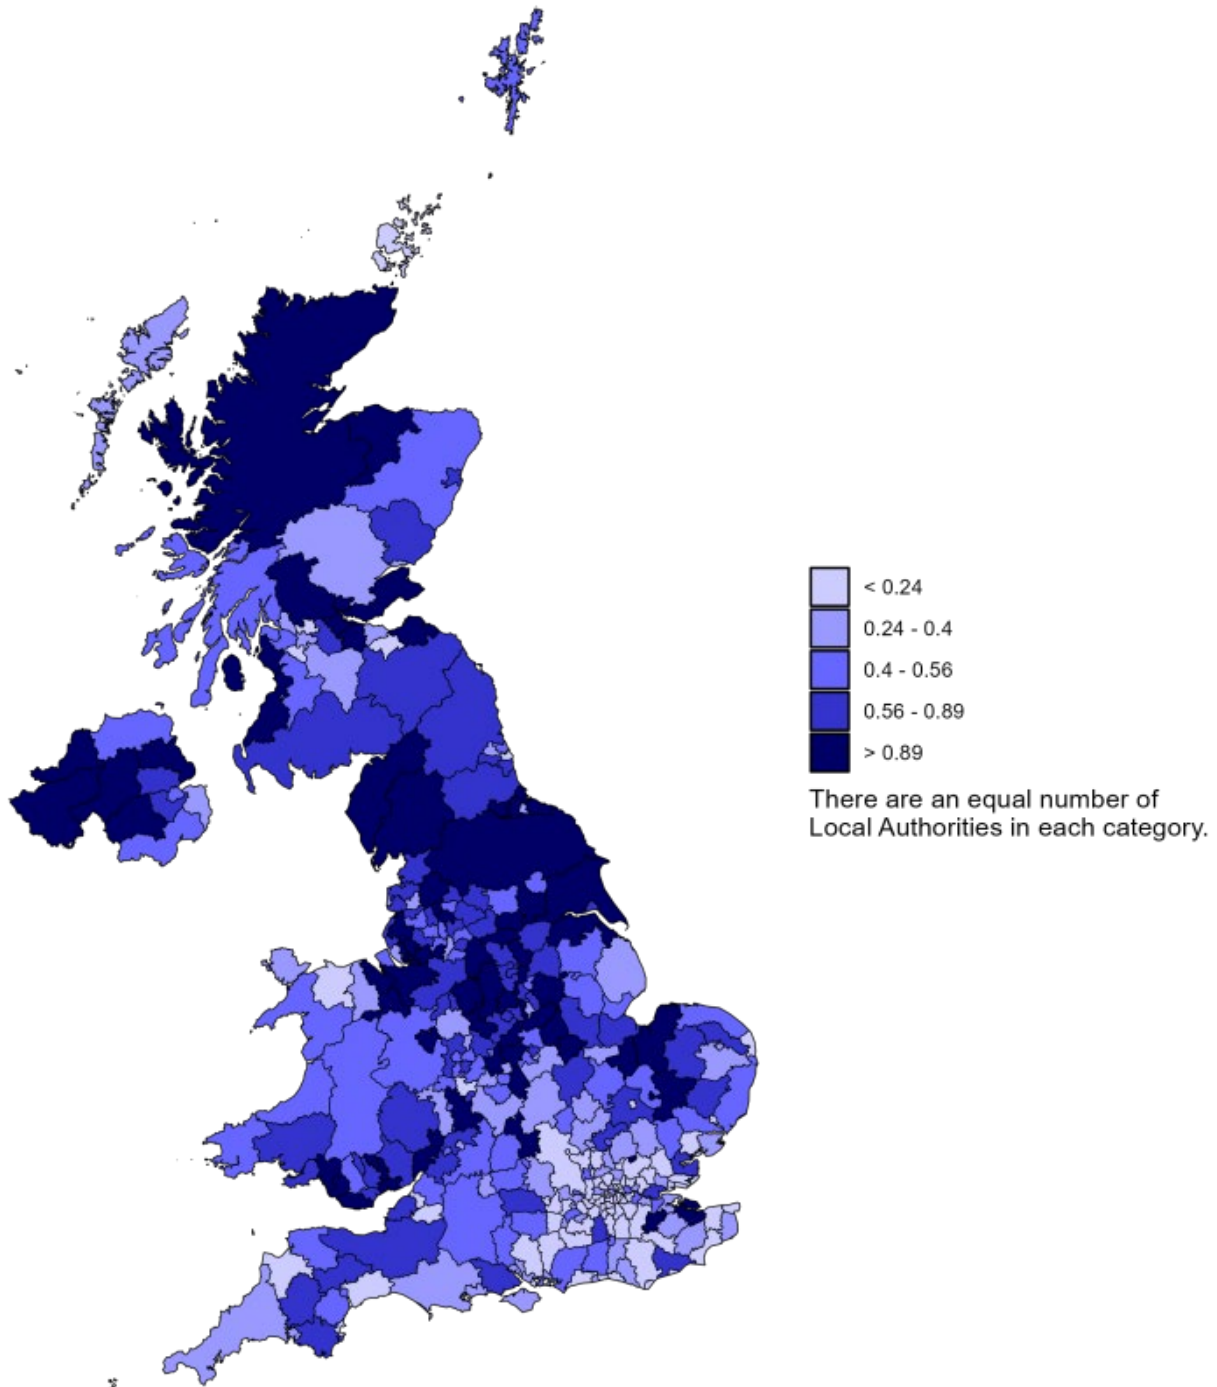 < 0.24
0.24 - 0.4
0.4 - 0.56
0.56 - 0.89
> 0.89
There are an equal number of
Local Authorities in each category.